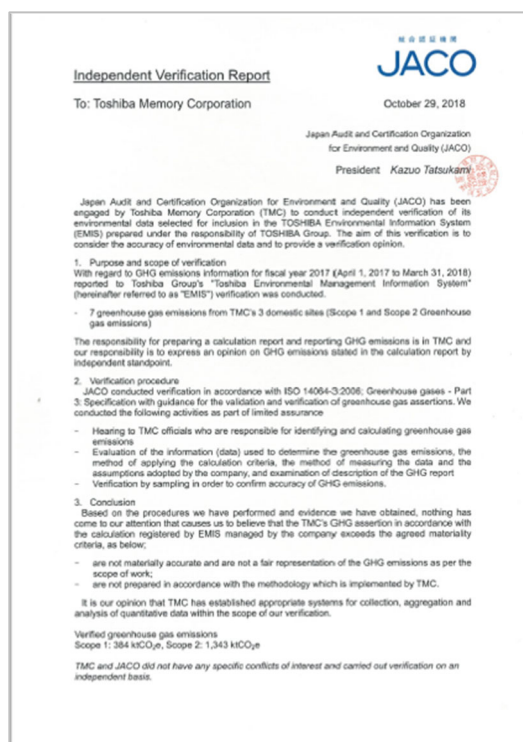 総合認証機関
JACO
Independent Verification Report
To: Toshiba Memory Corporation
October 29, 2018
Japan Audit and Certification Organization
for Environment and Quality (JACO)
President Kazuo Tatsukami
Japan Audit and Certification Organization for Environment and Quality (JACO) has been
engaged by Toshiba Memory Corporation (TMC) to conduct independent verification of its
environmental data selected for inclusion in the TOSHIBA Environmental Information System
(EMIS) prepared under the responsibility of TOSHIBA Group. The aim of this verification is to
consider the accuracy of environmental data and to provide a verification opinion.
1. Purpose and scope of verification
With regard to GHG emissions information for fiscal year 2017 (April 1, 2017 to March 31, 2018)
reported to Toshiba Group's "Toshiba Environmental Management Information System"
(hereinafter referred to as "EMIS") verification was conducted.
- 7 greenhouse gas emissions from TMC's 3 domestic sites (Scope 1 and Scope 2 Greenhouse
gas emissions)
The responsibility for preparing a calculation report and reporting GHG emissions is in TMC and
our responsibility is to express an opinion on GHG emissions stated in the calculation report by
independent standpoint.
2. Verification procedure
JACO conducted verification in accordance with ISO 14064-3:2006; Greenhouse gases - Part
3: Specification with guidance for the validation and verification of greenhouse gas assertions. We
conducted the following activities as part of limited assurance
- Hearing to TMC officials who are responsible for identifying and calculating greenhouse gas
emissions
- Evaluation of the information (data) used to determine the greenhouse gas emissions, the
method of applying the calculation criteria, the method of measuring the data and the
assumptions adopted by the company, and examination of description of the GHG report
- Verification by sampling in order to confirm accuracy of GHG emissions.
3. Conclusion
Based on the procedures we have performed and evidence we have obtained, nothing has
come to our attention that causes us to believe that the TMC's GHG assertion in accordance with
the calculation registered by EMIS managed by the company exceeds the agreed materiality
criteria, as below;
- are not materially accurate and are not a fair representation of the GHG emissions as per the
scope of work;
- are not prepared in accordance with the methodology which is implemented by TMC.
It is our opinion that TMC has established appropriate systems for collection, aggregation and
analysis of quantitative data within the scope of our verification.
Verified greenhouse gas emissions
Scope 1: 384 ktCO₂e, Scope 2: 1,343 ktCO₂e
TMC and JACO did not have any specific conflicts of interest and carried out verification on an
independent basis.